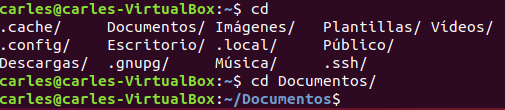 carles@carles-VirtualBox:~$ cd
.cache/ Documentos/ Imágenes/ Plantillas/ Vídeos/
.config/ Escritorio/ .local/ Público/
Descargas/ .gnupg/ Música/ .ssh/
carles@carles-VirtualBox:~$ cd Documentos/
carles@carles-VirtualBox:~/Documentos$